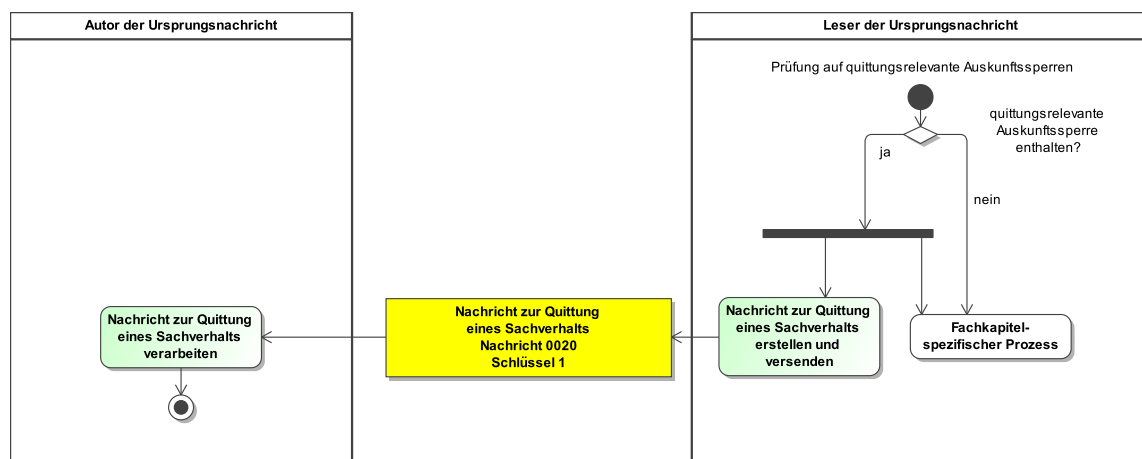 Autor der Ursprungsnachricht
Leser der Ursprungsnachricht
Prüfung auf quittungsrelevante Auskunftssperren
quittungsrelevante
Auskunftssperre
enthalten?
ja
nein
Nachricht zur Quittung
eines Sachverhalts
verarbeiten
Nachricht zur Quittung
eines Sachverhalts
Nachricht 0020
Schlüssel 1
Nachricht zur Quittung
eines Sachverhalts
erstellen und
versenden
Fachkapitel-
spezifischer Prozess